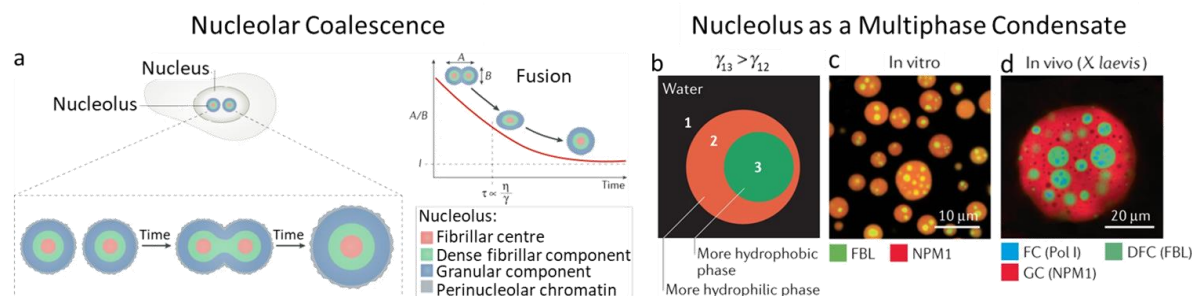 Nucleolar Coalescence
Nucleolus as a Multiphase Condensate
a
Nucleus
Nucleolus
A
B
Fusion
A/B
1
τ ∝ η/γ
Time
Time
Time
Nucleolus:
Fibrillar centre
Dense fibrillar component
Granular component
Perinucleolar chromatin
b
γ13 > γ12
Water
1
2
3
More hydrophobic
phase
More hydrophilic phase
c
In vitro
10 μm
FBL
NPM1
d
In vivo (X laevis)
20 μm
FC (Pol I)
DFC (FBL)
GC (NPM1)